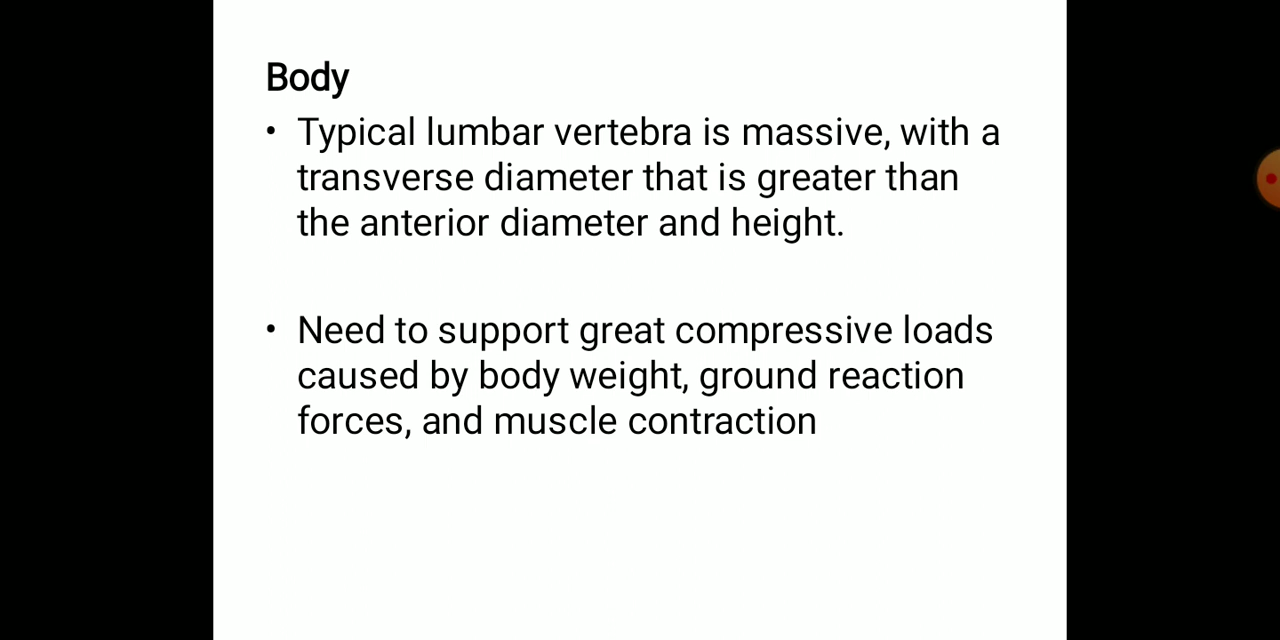 Body
• Typical lumbar vertebra is massive, with a
transverse diameter that is greater than
the anterior diameter and height.
• Need to support great compressive loads
caused by body weight, ground reaction
forces, and muscle contraction